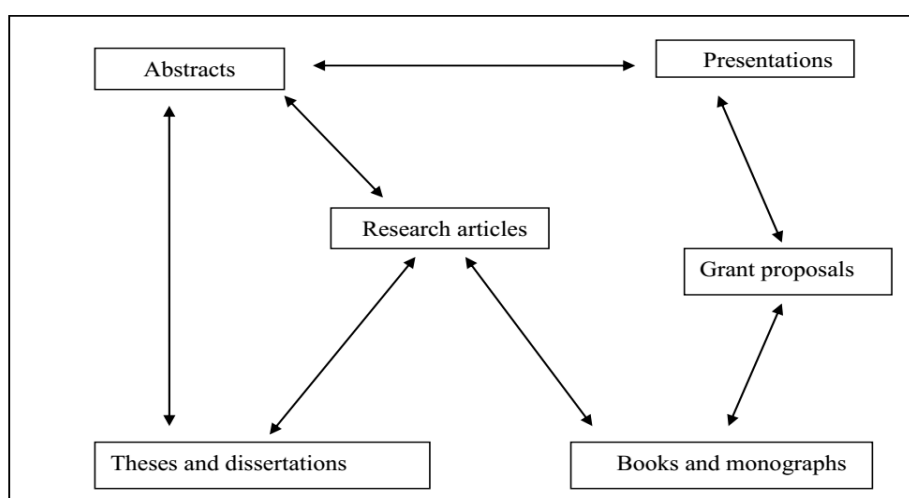 Abstracts
Presentations
Research articles
Grant proposals
Theses and dissertations
Books and monographs